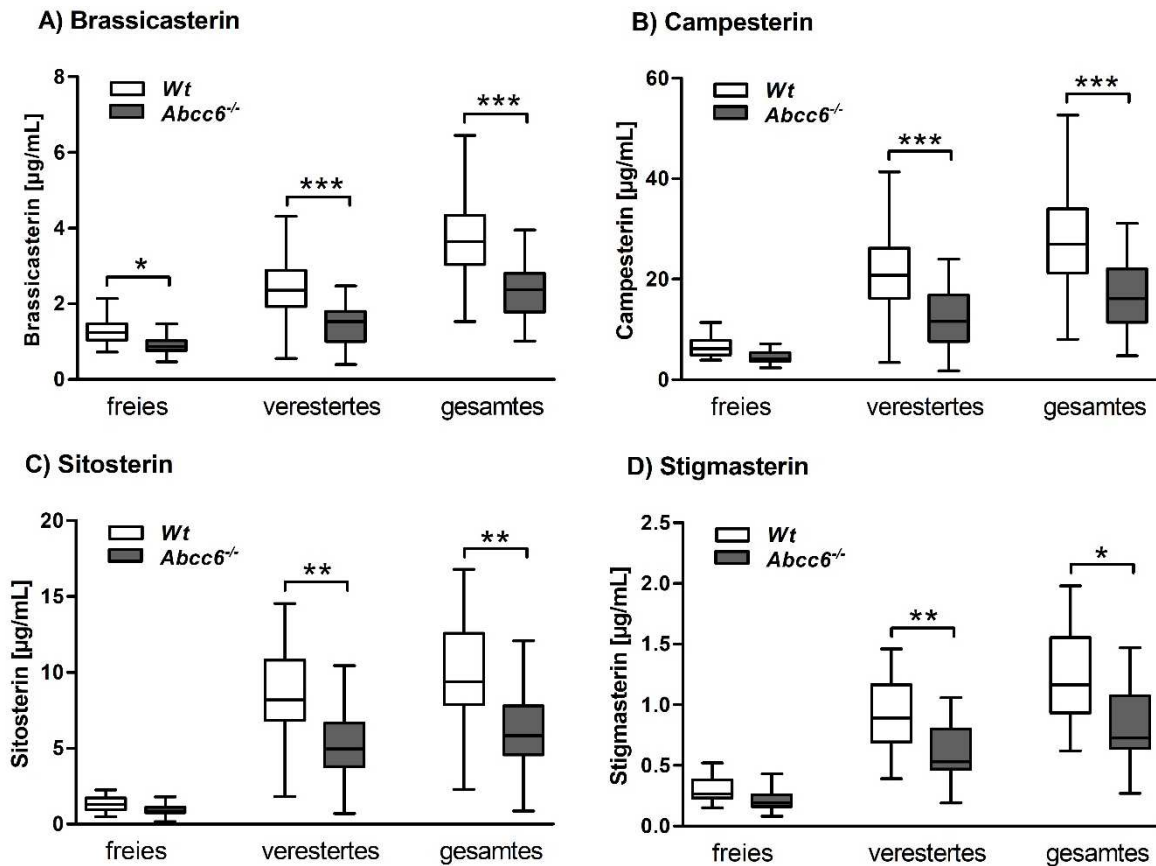 A) Brassicasterin
Brassicasterin [µg/mL]
8
6
4
2
0
Wt
Abcc6-/-
*
***
***
freies
verestertes
gesamtes
B) Campesterin
Campesterin [µg/mL]
60
40
20
0
Wt
Abcc6-/-
***
***
freies
verestertes
gesamtes
C) Sitosterin
Sitosterin [µg/mL]
20
15
10
5
0
Wt
Abcc6-/-
**
**
freies
verestertes
gesamtes
D) Stigmasterin
Stigmasterin [µg/mL]
2.5
2.0
1.5
1.0
0.5
0.0
Wt
Abcc6-/-
**
*
freies
verestertes
gesamtes